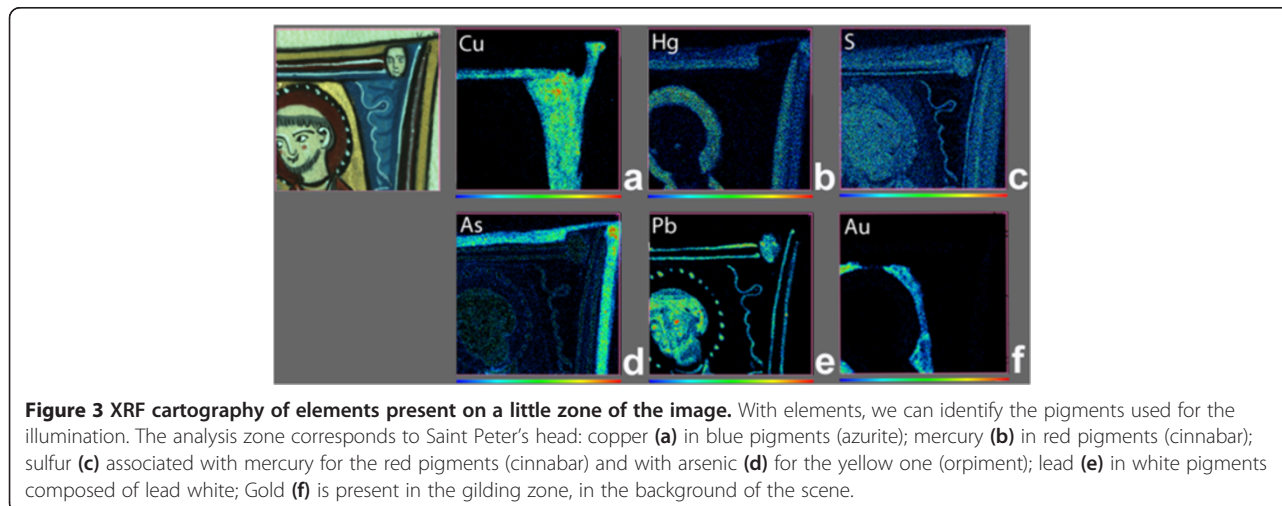 Cu
a
Hg
b
S
c
As
d
Pb
e
Au
f
Figure 3 XRF cartography of elements present on a little zone of the image. With elements, we can identify the pigments used for the
illumination. The analysis zone corresponds to Saint Peter's head: copper (a) in blue pigments (azurite); mercury (b) in red pigments (cinnabar);
sulfur (c) associated with mercury for the red pigments (cinnabar) and with arsenic (d) for the yellow one (orpiment); lead (e) in white pigments
composed of lead white; Gold (f) is present in the gilding zone, in the background of the scene.